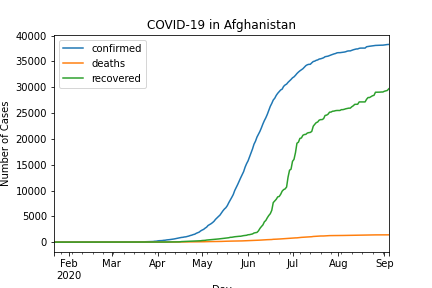 COVID-19 in Afghanistan
confirmed
deaths
recovered
Number of Cases
40000
35000
30000
25000
20000
15000
10000
5000
0
Feb
2020
Mar
Apr
May
Jun
Jul
Aug
Sep